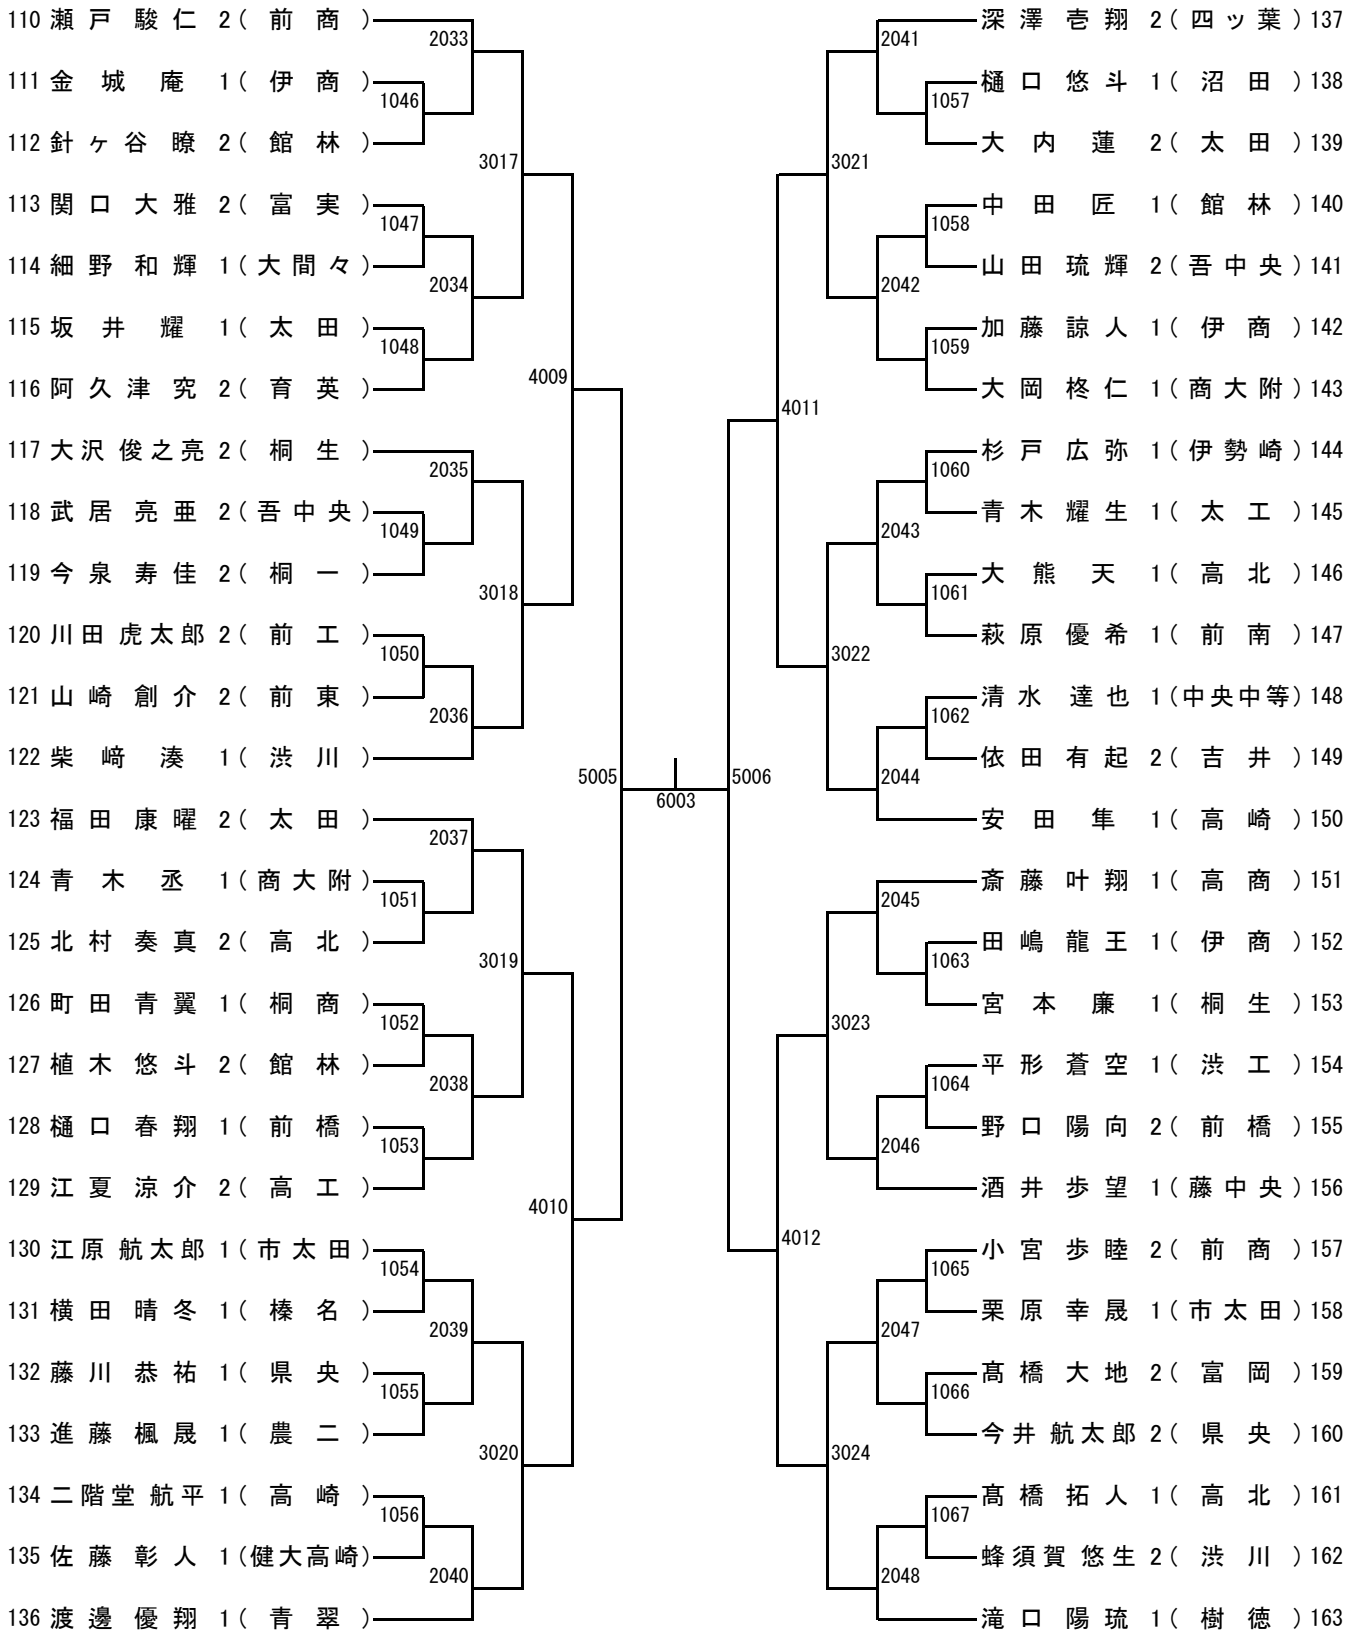 110 瀬戸 駿仁 2(前商)
2033
111 金城 庵 1(伊商)
1046
112 針ヶ谷 暸 2(館林)
3017
113 関口 大雅 2(富実)
1047
114 細野 和輝 1(大間々)
2034
115 坂井 耀 1(太田)
1048
116 阿久津 究 2(育英)
4009
117 大沢 俊之亮 2(桐生)
2035
118 武居 亮亜 2(吾中央)
1049
119 今泉 寿佳 2(桐一)
3018
120 川田 虎太郎 2(前工)
1050
121 山崎 創介 2(前東)
2036
122 柴﨑 湊 1(渋川)
5005
123 福田 康曜 2(太田)
2037
124 青木 丞 1(商大附)
1051
125 北村 奏真 2(高北)
3019
126 町田 青翼 1(桐商)
1052
127 植木 悠斗 2(館林)
2038
128 樋口 春翔 1(前橋)
1053
129 江夏 涼介 2(高工)
4010
130 江原 航太郎 1(市太田)
1054
131 横田 晴冬 1(榛名)
2039
132 藤川 恭祐 1(県央)
1055
133 進藤 楓晟 1(農二)
3020
134 二階堂 航平 1(高崎)
1056
135 佐藤 彰人 1(健大高崎)
2040
136 渡邊 優翔 1(青翠)
6003
深澤 壱翔 2(四ッ葉)137
2041
樋口 悠斗 1(沼田)138
1057
大内 蓮 2(太田)139
3021
中田 匠 1(館林)140
1058
山田 琉輝 2(吾中央)141
2042
加藤 諒人 1(伊商)142
1059
大岡 柊仁 1(商大附)143
4011
杉戸 広弥 1(伊勢崎)144
1060
青木 耀生 1(太工)145
2043
大熊 天 1(高北)146
1061
萩原 優希 1(前南)147
3022
清水 達也 1(中央中等)148
1062
依田 有起 2(吉井)149
2044
5006
安田 隼 1(高崎)150
斎藤 叶翔 1(高商)151
2045
田嶋 龍王 1(伊商)152
1063
宮本 廉 1(桐生)153
3023
平形 蒼空 1(渋工)154
1064
野口 陽向 2(前橋)155
2046
酒井 歩望 1(藤中央)156
4012
小宮 歩睦 2(前商)157
1065
栗原 幸晟 1(市太田)158
2047
髙橋 大地 2(富岡)159
1066
今井 航太郎 2(県央)160
3024
髙橋 拓人 1(高北)161
1067
蜂須賀 悠生 2(渋川)162
2048
滝口 陽琉 1(樹徳)163